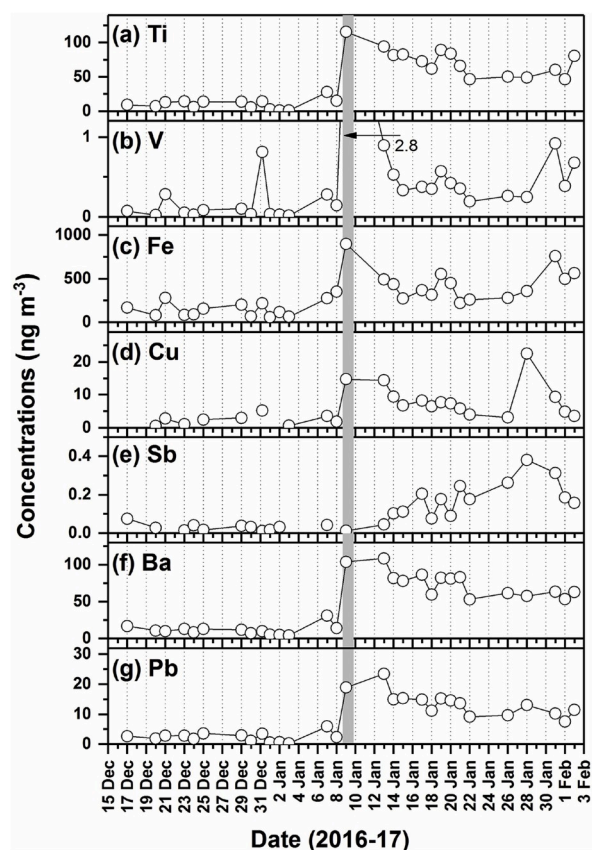 Concentrations (ng m⁻³)
(a) Ti
100
50
0
(b) V
1
0
2.8
(c) Fe
1000
500
0
(d) Cu
20
10
0
(e) Sb
0.4
0.2
0.0
(f) Ba
100
50
0
(g) Pb
30
20
10
0
15 Dec
17 Dec
19 Dec
21 Dec
23 Dec
25 Dec
27 Dec
29 Dec
31 Dec
2 Jan
4 Jan
6 Jan
8 Jan
10 Jan
12 Jan
14 Jan
16 Jan
18 Jan
20 Jan
22 Jan
24 Jan
26 Jan
28 Jan
30 Jan
1 Feb
3 Feb
Date (2016-17)